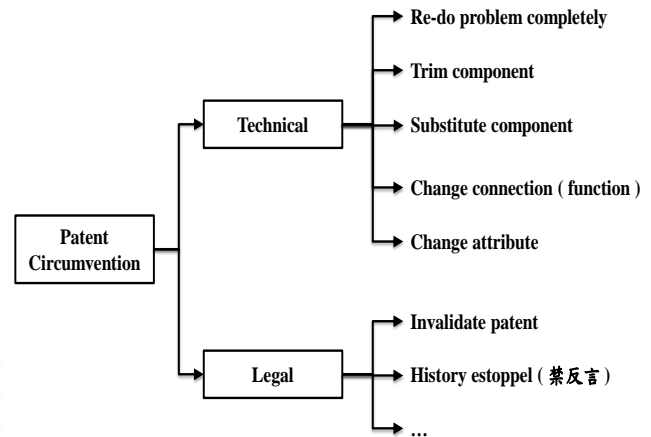 Re-do problem completely
Trim component
Technical
Substitute component
Change connection ( function )
Patent
Circumvention
Change attribute
Invalidate patent
Legal
History estoppel ( 禁反言 )
...